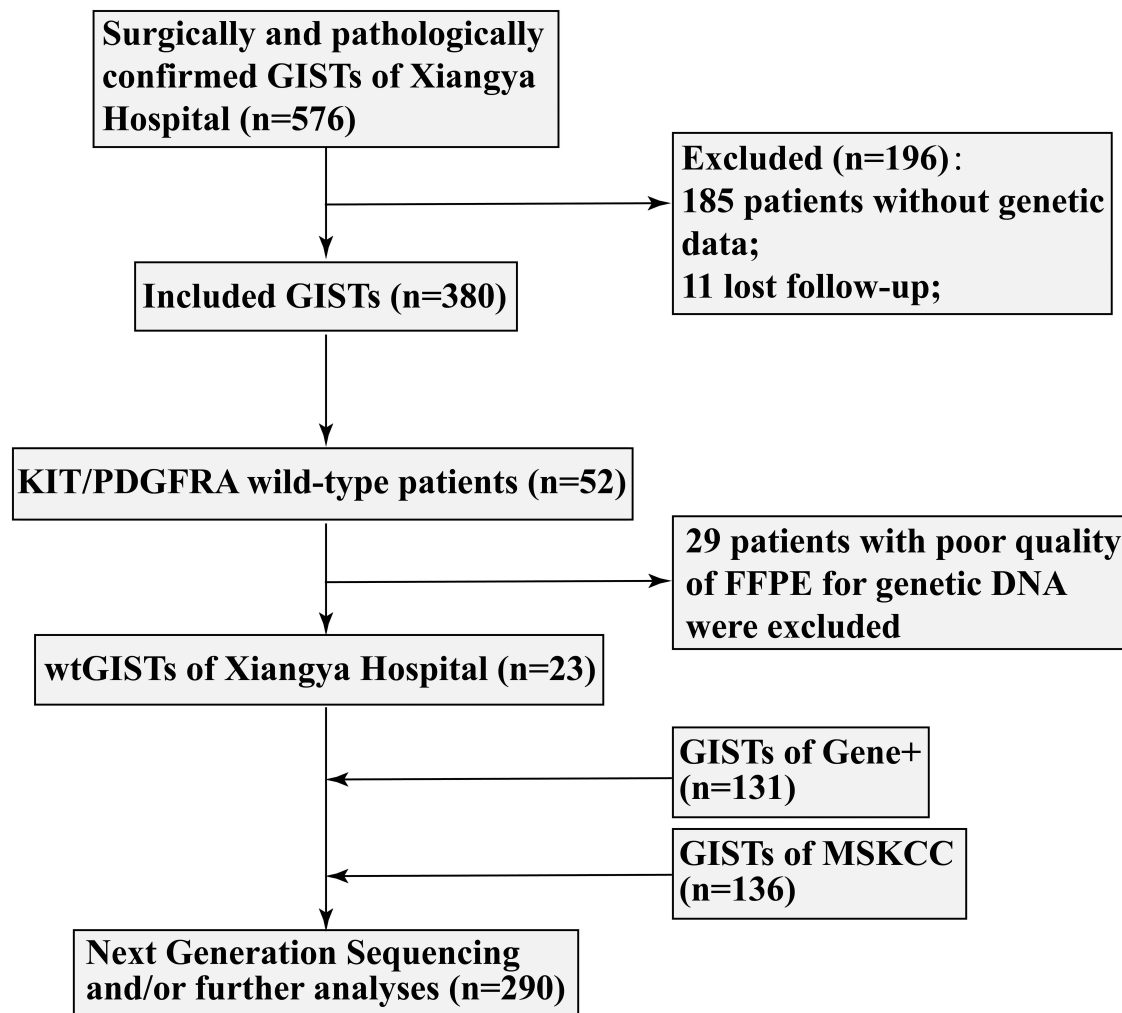 Surgically and pathologically
confirmed GISTs of Xiangya
Hospital (n=576)
Excluded (n=196):
185 patients without genetic
data;
11 lost follow-up;
Included GISTs (n=380)
KIT/PDGFRA wild-type patients (n=52)
29 patients with poor quality
of FFPE for genetic DNA
were excluded
wtGISTs of Xiangya Hospital (n=23)
GISTs of Gene+
(n=131)
GISTs of MSKCC
(n=136)
Next Generation Sequencing
and/or further analyses (n=290)